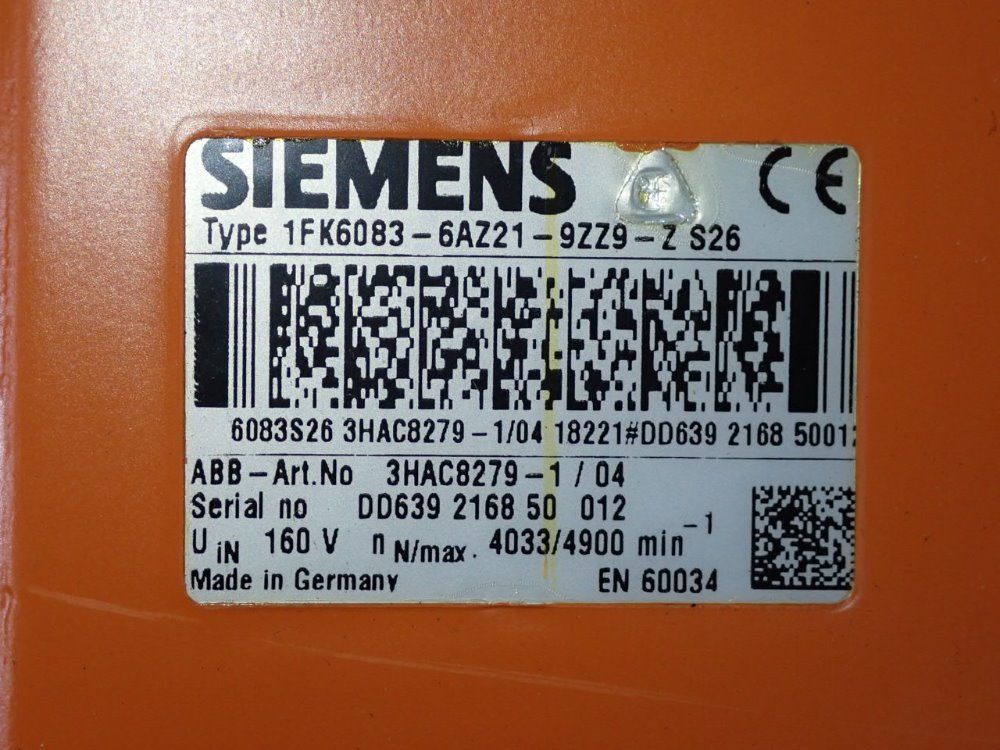 SIEMENS CE
Type 1FK6083-6AZ21-9ZZ9-Z S26
6083S26 3HAC8279-1/04 18221#DD639 2168 50012
ABB-Art.No 3HAC8279-1 / 04
Serial no DD639 2168 50 012
U iN 160 V n N/max. 4033/4900 min -1
Made in Germany EN 60034